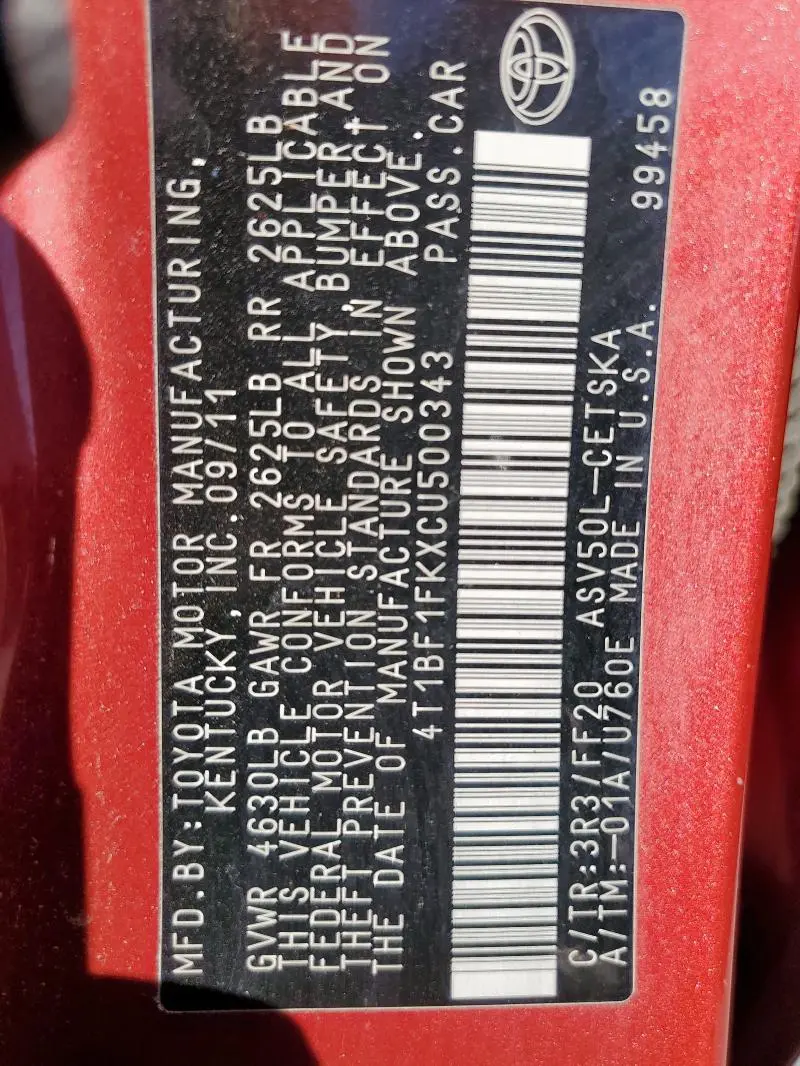 MFD.BY:TOYOTA MOTOR MANUFACTURING,
KENTUCKY,INC.09/11
GVWR 4630LB GAWR FR 2625LB RR 2625LB
THIS VEHICLE CONFORMS TO ALL APPLICABLE
FEDERAL MOTOR VEHICLE SAFETY, BUMPER AND
THEFT PREVENTION STANDARDS IN EFFECT ON
THE DATE OF MANUFACTURE SHOWN ABOVE.
4T1BF1FKXCU500343 PASS.CAR
C/TR:3R3/FF20 ASV50L-CETSKA
A/TM:-01A/U760E MADE IN U.S.A. 99458